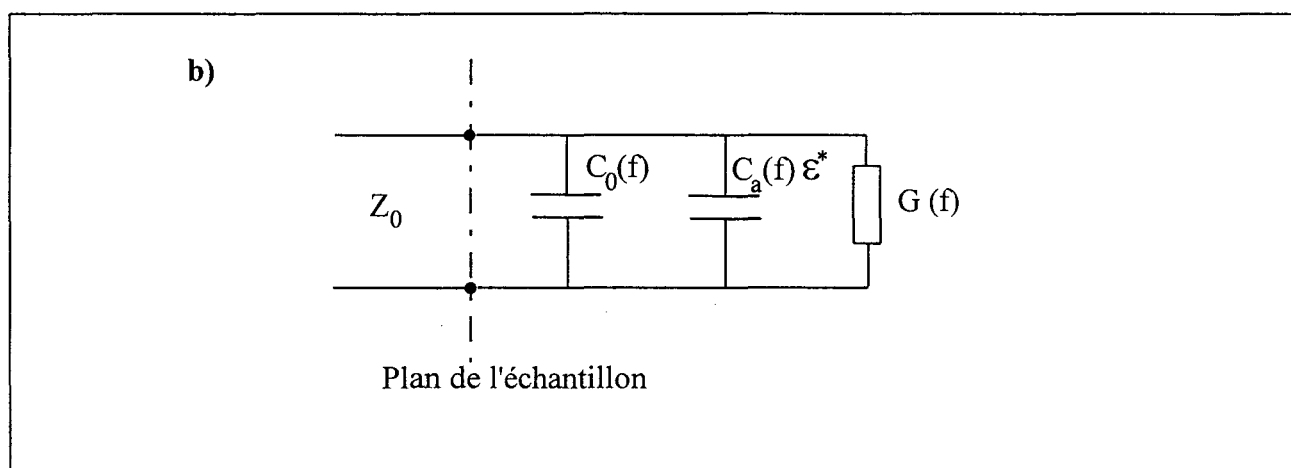 b)
C₀(f)
Cₐ(f) ε*
G (f)
Z₀
Plan de l'échantillon